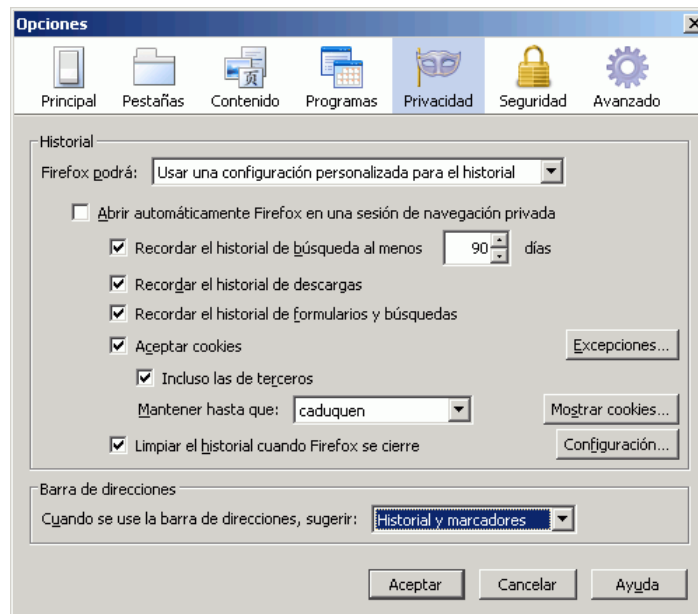 Opciones
Principal Pestañas Contenido Programas Privacidad Seguridad Avanzado
Historial
Firefox podrá: Usar una configuración personalizada para el historial
Abrir automáticamente Firefox en una sesión de navegación privada
Recordar el historial de búsqueda al menos 90 días
Recordar el historial de descargas
Recordar el historial de formularios y búsquedas
Aceptar cookies Excepciones...
Incluso las de terceros
Mantener hasta que: caduquen Mostrar cookies...
Limpiar el historial cuando Firefox se cierre Configuración...
Barra de direcciones
Cuando se use la barra de direcciones, sugerir: Historial y marcadores
Aceptar Cancelar Ayuda